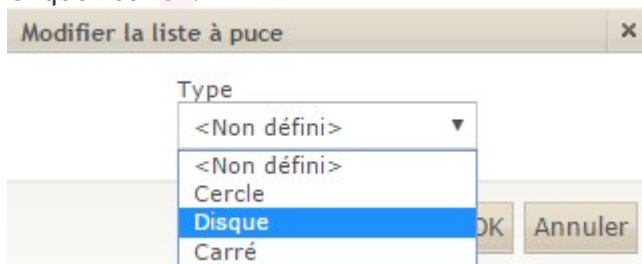 Modifier la liste à puce ×
Type
<Non défini> ▼
<Non défini>
Cercle
Disque
Carré
OK Annuler